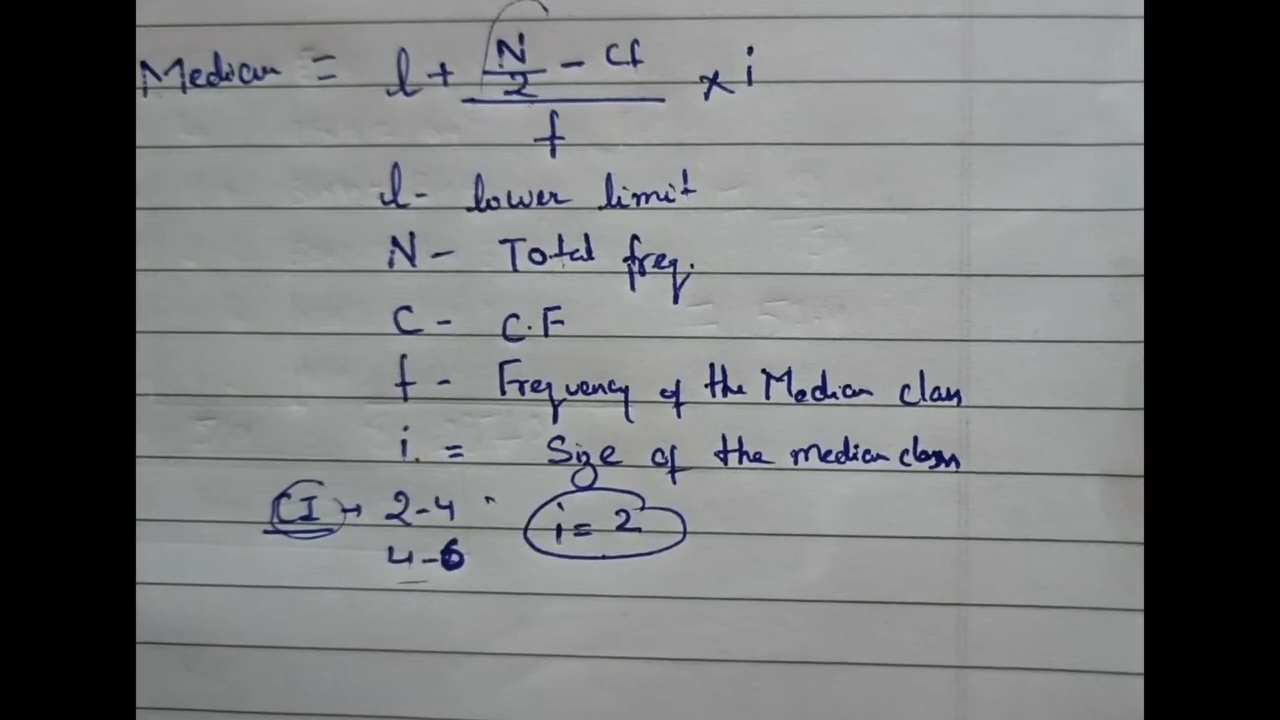 Median = l + N/2 - cf / f × i
l - lower limit
N - Total freq.
C - C.F
f - Frequency of the Median class
i. = Size of the median class
CI → 2-4 " i = 2
4-6